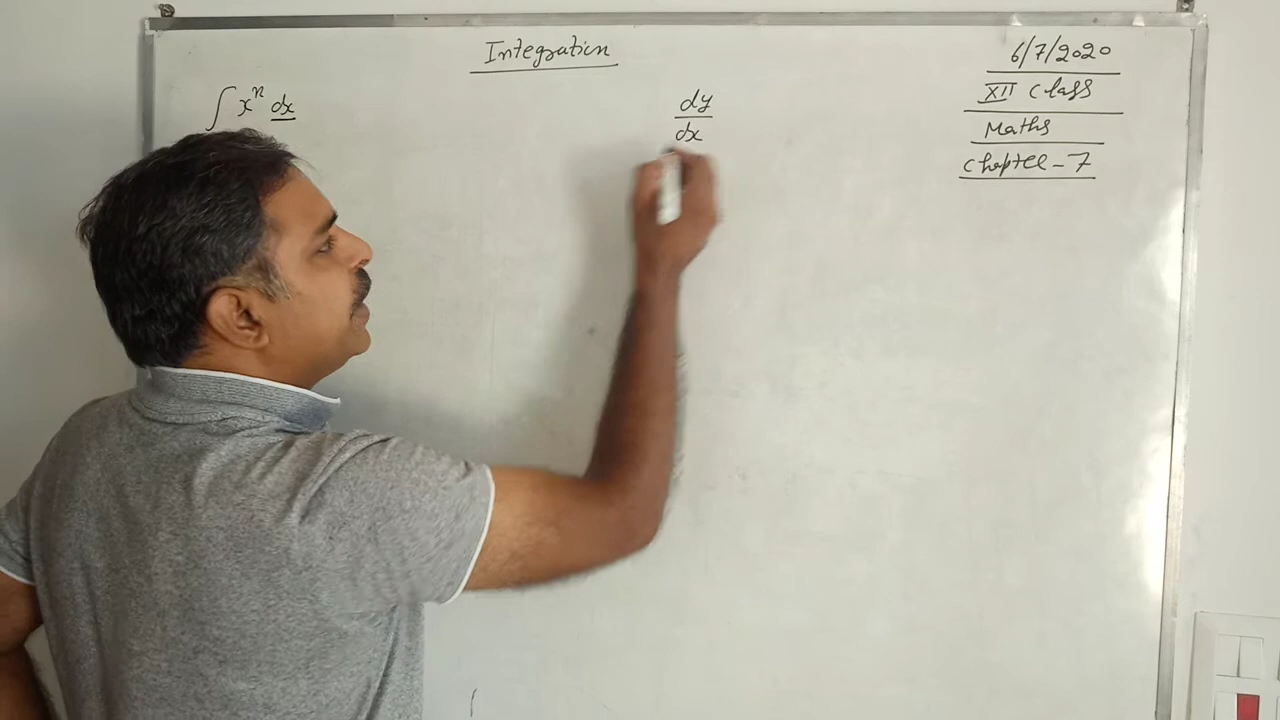 Integration
6/7/2020
XII Class
Maths
Chapter-7
∫ xⁿ dx
dy
dx